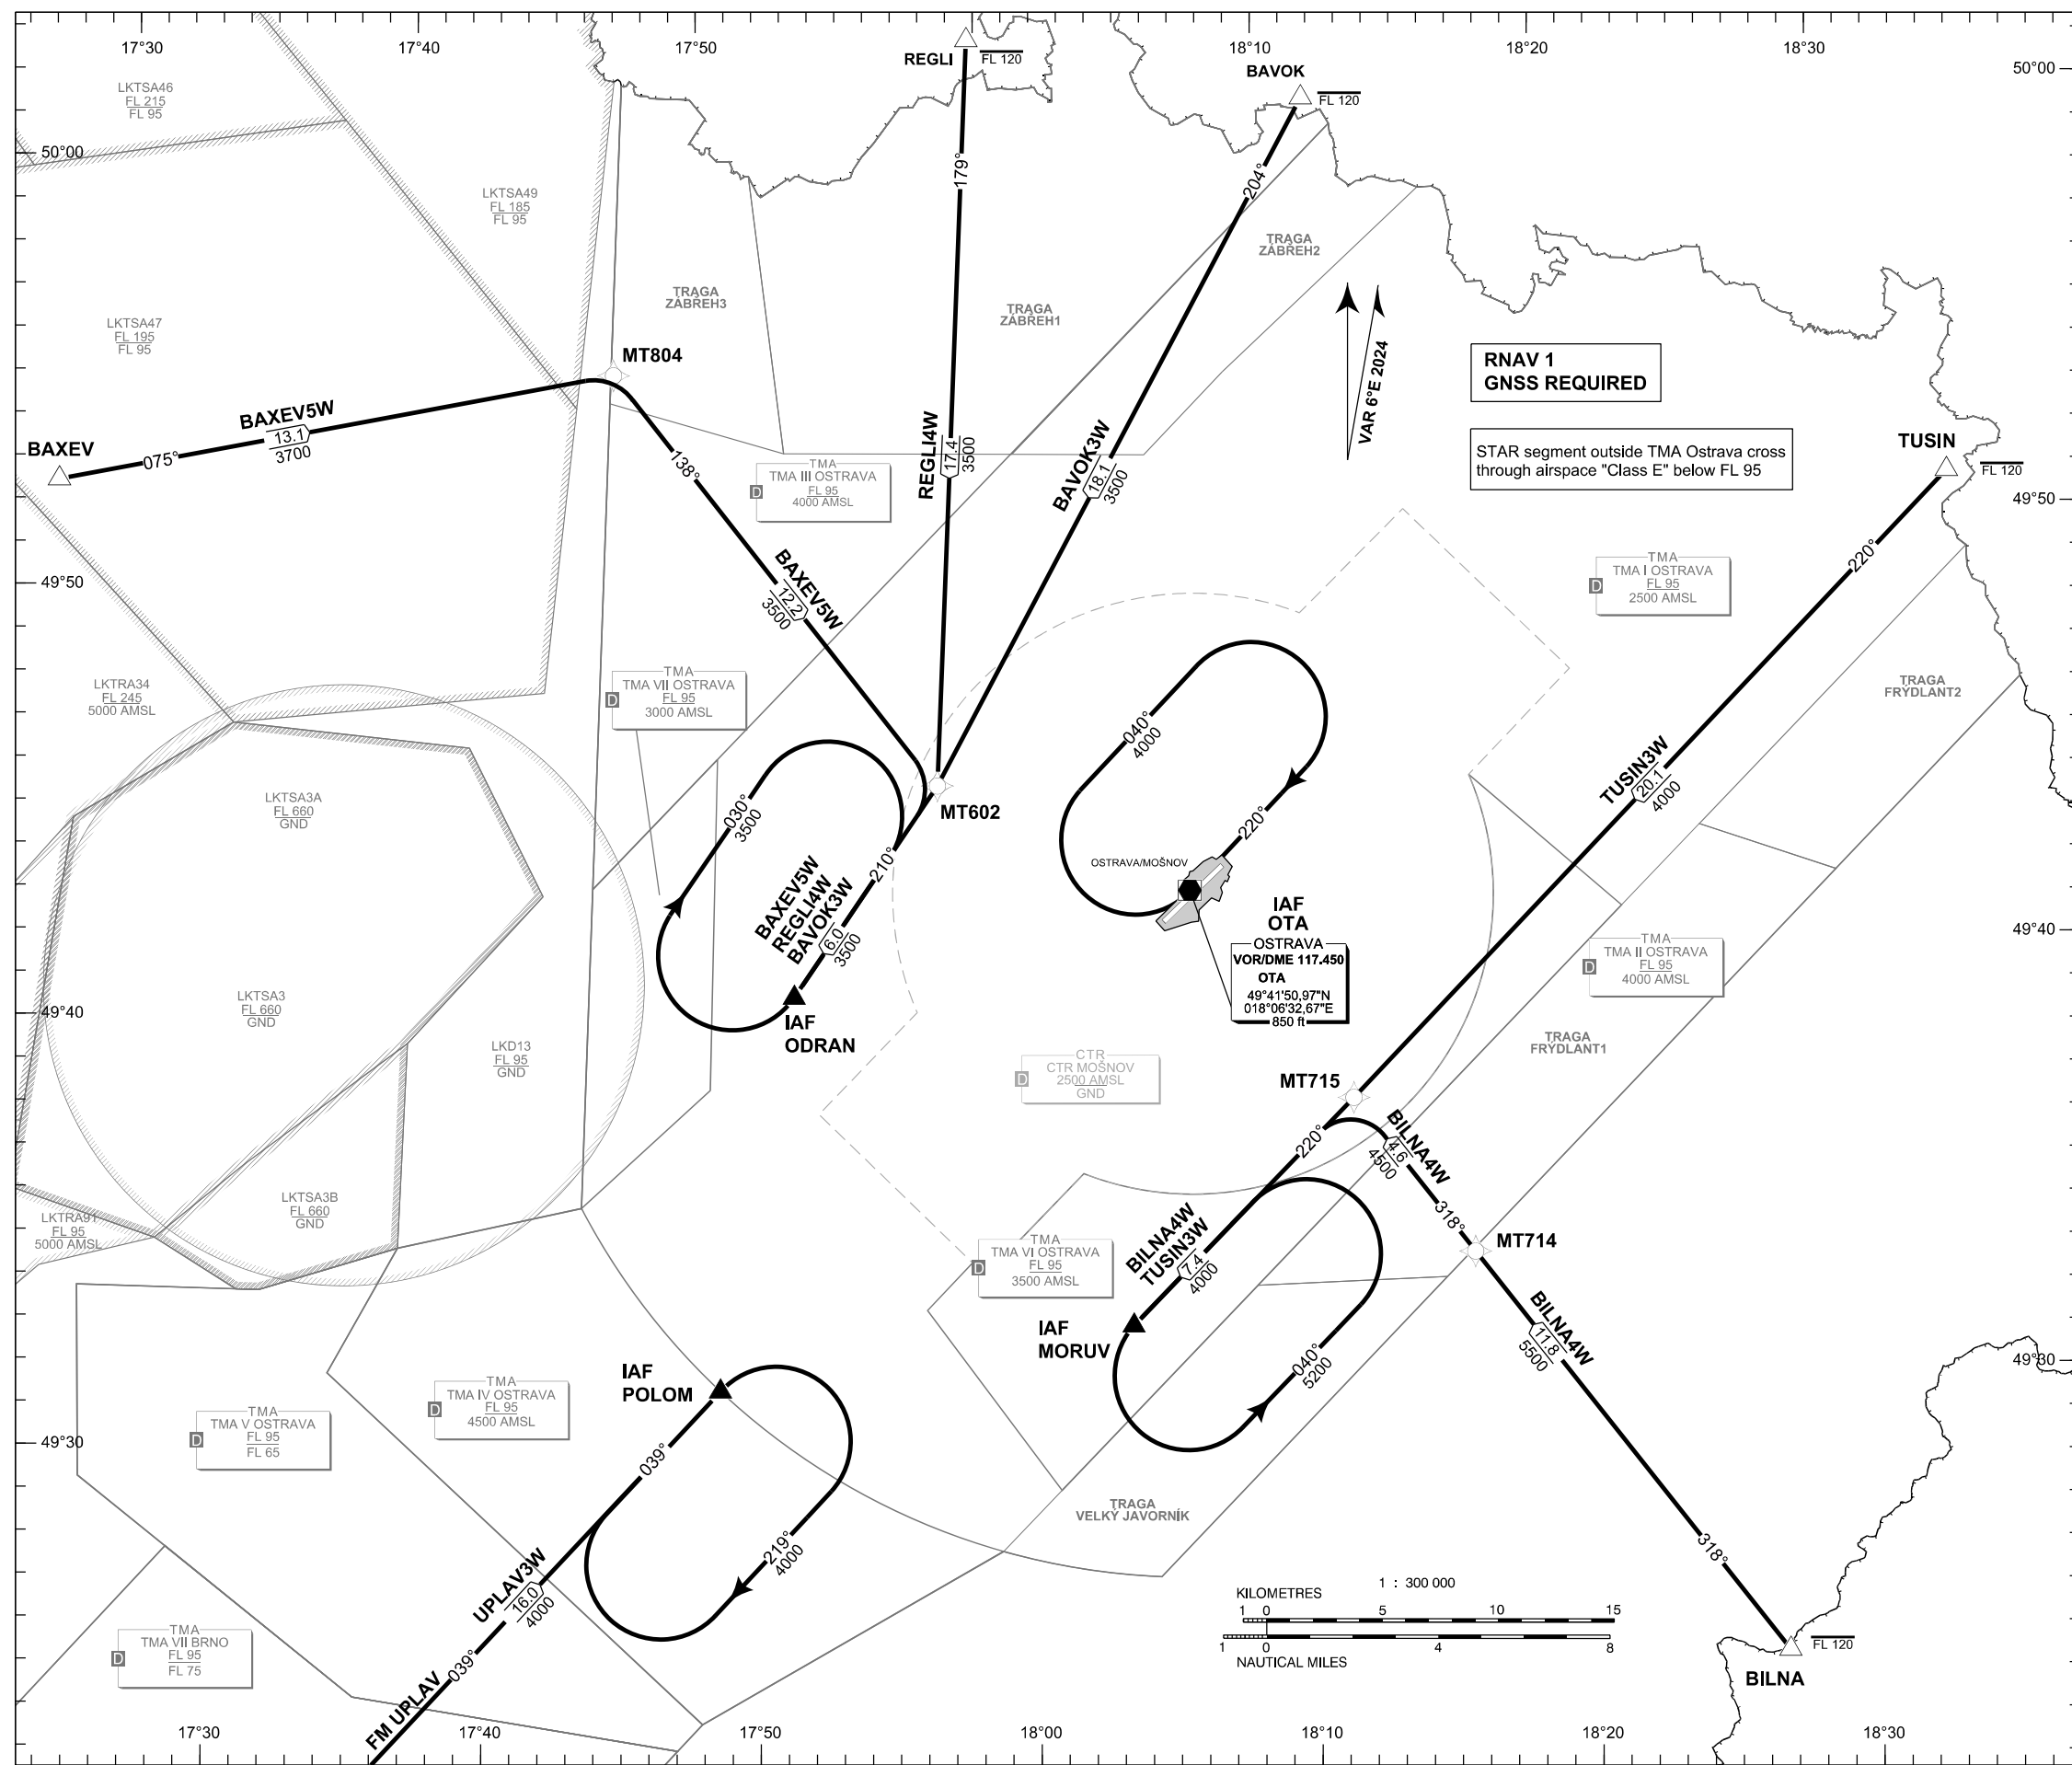 17°30
17°40
17°50
18°10
18°20
18°30
50°00
REGLI
FL 120
BAVOK
FL 120
LKTSA46
FL 215
FL 95
50°00
179°
204°
LKTSA49
FL 185
FL 95
TRAGA
ZÁBŘEH2
TRAGA
ZÁBŘEH3
TRAGA
ZÁBŘEH1
LKTSA47
FL 195
FL 95
VAR 6°E 2024
RNAV 1
GNSS REQUIRED
MT804
BAXEV5W
13.1
3700
BAXEV
075°
138°
REGLI4W
17.4
3500
BAVOK3W
18.1
3500
STAR segment outside TMA Ostrava cross
through airspace "Class E" below FL 95
TUSIN
FL 120
49°50
TMA
TMA III OSTRAVA
FL 95
4000 AMSL
D
220°
TMA
TMA I OSTRAVA
FL 95
2500 AMSL
D
49°50
BAXEV5W
12.2
3500
LKTRA34
FL 245
5000 AMSL
TMA
TMA VII OSTRAVA
FL 95
3000 AMSL
D
TRAGA
FRÝDLANT2
040°
4000
TUSIN3W
20.1
4000
LKTSA3A
FL 660
GND
030°
3500
MT602
220°
210°
OSTRAVA/MOŠNOV
BAXEV5W
REGLI4W
BAVOK3W
6.0
3500
IAF
OTA
OSTRAVA
VOR/DME 117.450
OTA
49°41'50,97"N
018°06'32,67"E
850 ft
49°40
TMA
TMA II OSTRAVA
FL 95
4000 AMSL
D
LKTSA3
FL 660
GND
49°40
IAF
ODRAN
LKD13
FL 95
GND
TRAGA
FRÝDLANT1
CTR
CTR MOŠNOV
2500 AMSL
GND
D
MT715
220°
BILNA4W
4.6
4500
318°
LKTSA3B
FL 660
GND
LKTRA91
FL 95
5000 AMSL
TMA
TMA VI OSTRAVA
FL 95
3500 AMSL
D
BILNA4W
TUSIN3W
7.4
4000
MT714
IAF
MORUV
040°
5200
BILNA4W
11.8
5500
49°30
IAF
POLOM
TMA
TMA IV OSTRAVA
FL 95
4500 AMSL
D
TMA
TMA V OSTRAVA
FL 95
FL 65
D
49°30
039°
TRAGA
VELKÝ JAVORNÍK
219°
4000
318°
UPLAV3W
16.0
4000
1 : 300 000
KILOMETRES
1 0 5 10 15
1 0 4 8
NAUTICAL MILES
TMA
TMA VII BRNO
FL 95
FL 75
D
039°
FM UPLAV
FL 120
BILNA
17°30
17°40
17°50
18°00
18°10
18°20
18°30